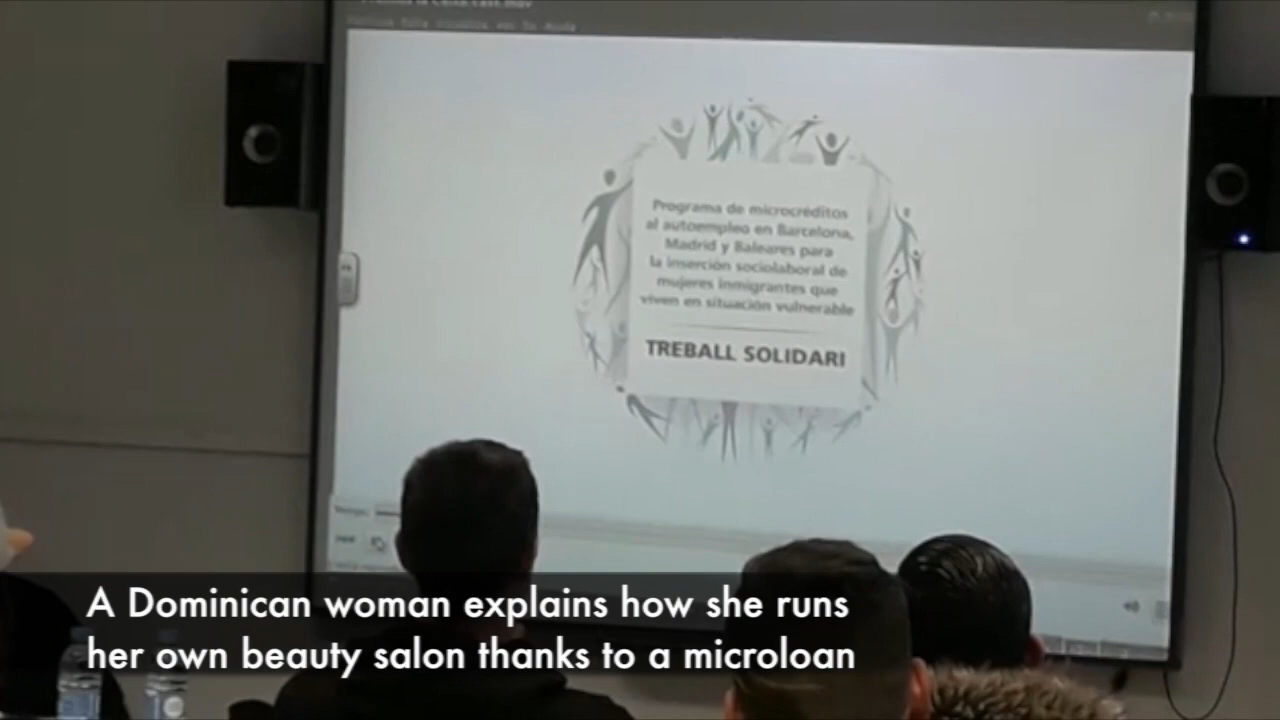 Programa de microcréditos
al autoempleo en Barcelona,
Madrid y Baleares para
la inserción sociolaboral de
mujeres inmigrantes que
viven en situación vulnerable
TREBALL SOLIDARI
A Dominican woman explains how she runs
her own beauty salon thanks to a microloan